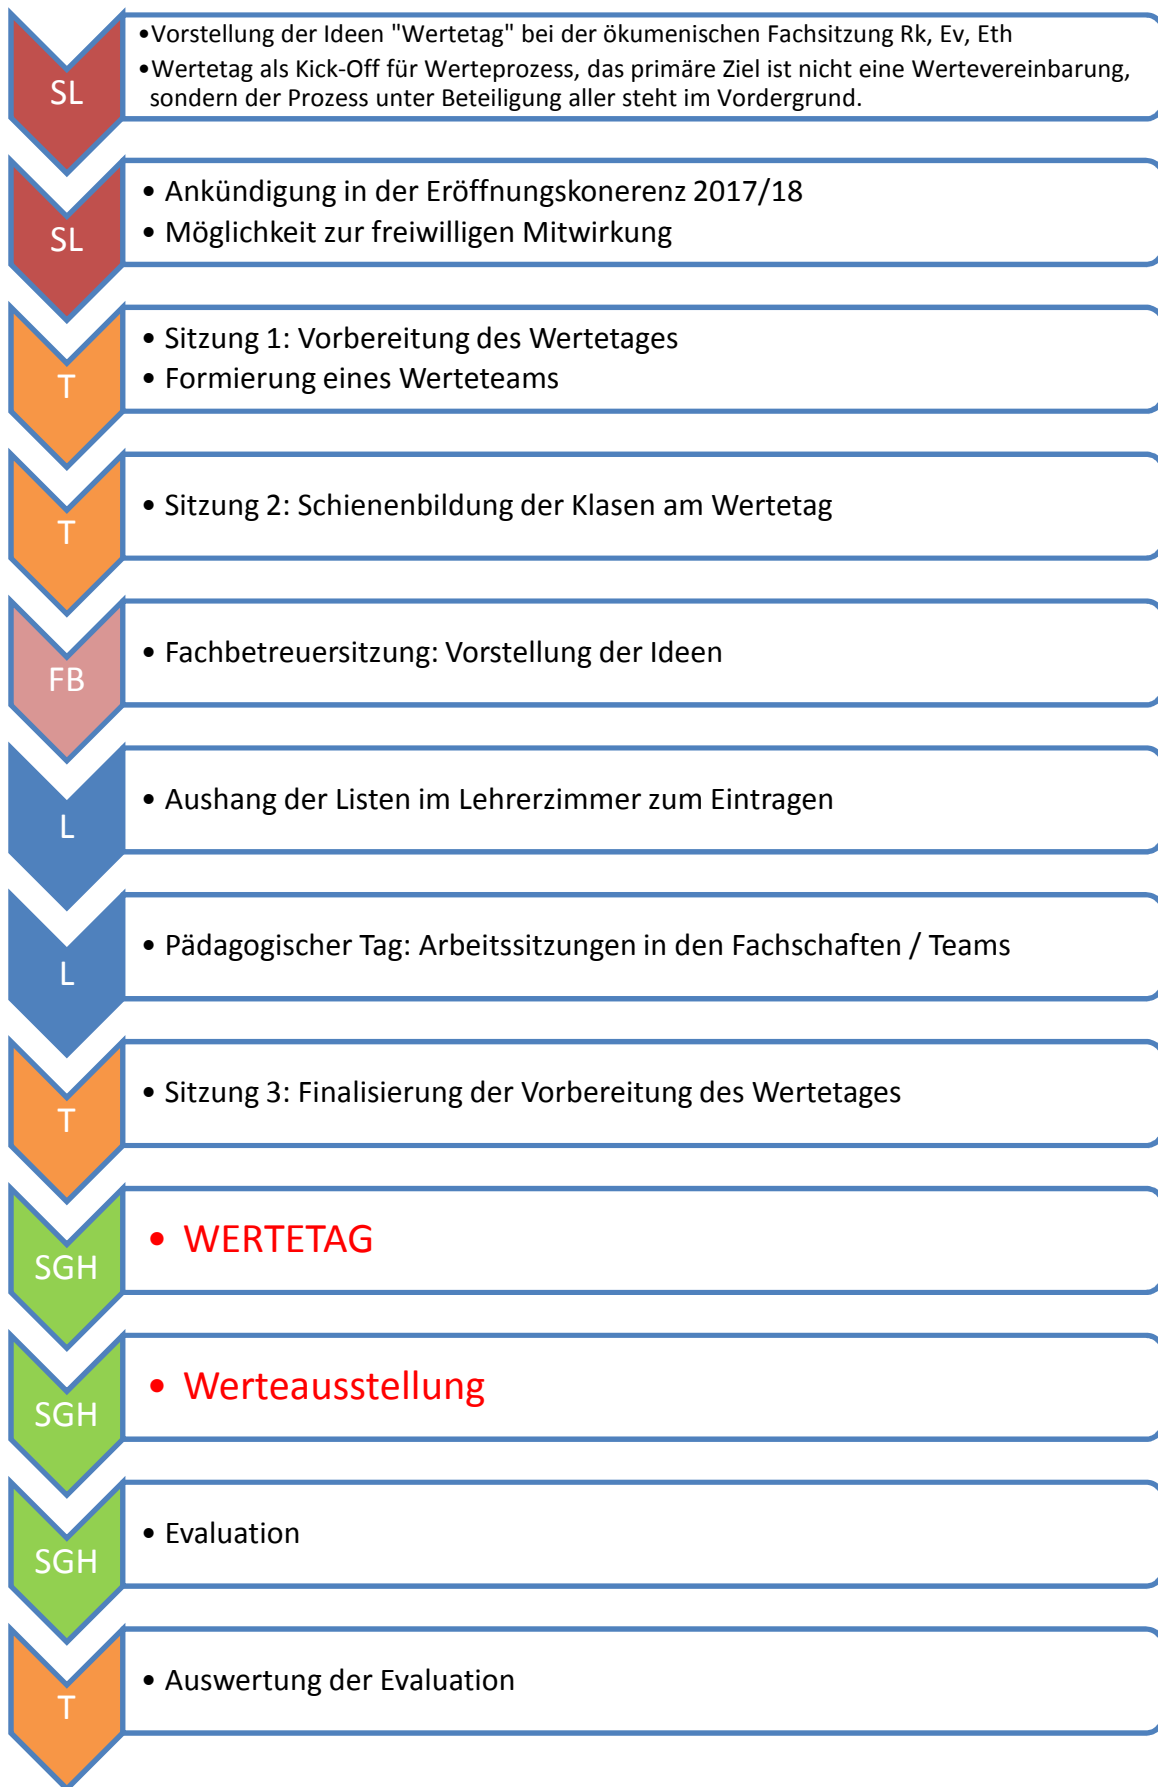 •Vorstellung der Ideen "Wertetag" bei der ökumenischen Fachsitzung Rk, Ev, Eth
•Wertetag als Kick-Off für Werteprozess, das primäre Ziel ist nicht eine Wertevereinbarung,
sondern der Prozess unter Beteiligung aller steht im Vordergrund.
SL
• Ankündigung in der Eröffnungskonerenz 2017/18
• Möglichkeit zur freiwilligen Mitwirkung
SL
• Sitzung 1: Vorbereitung des Wertetages
• Formierung eines Werteteams
T
• Sitzung 2: Schienenbildung der Klasen am Wertetag
T
• Fachbetreuersitzung: Vorstellung der Ideen
FB
• Aushang der Listen im Lehrerzimmer zum Eintragen
L
• Pädagogischer Tag: Arbeitssitzungen in den Fachschaften / Teams
L
• Sitzung 3: Finalisierung der Vorbereitung des Wertetages
T
• WERTETAG
SGH
• Werteausstellung
SGH
• Evaluation
SGH
• Auswertung der Evaluation
T